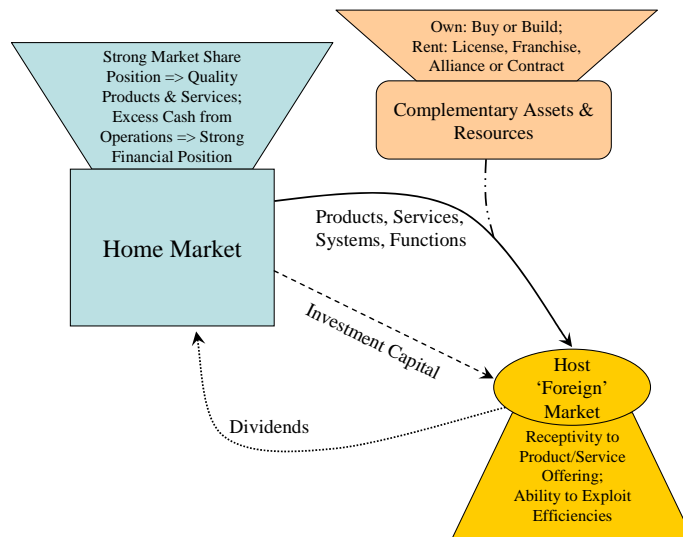 Strong Market Share
Position => Quality
Products & Services;
Excess Cash from
Operations => Strong
Financial Position
Own: Buy or Build;
Rent: License, Franchise,
Alliance or Contract
Complementary Assets &
Resources
Home Market
Products, Services,
Systems, Functions
Investment Capital
Dividends
Host
‘Foreign’
Market
Receptivity to
Product/Service
Offering;
Ability to Exploit
Efficiencies